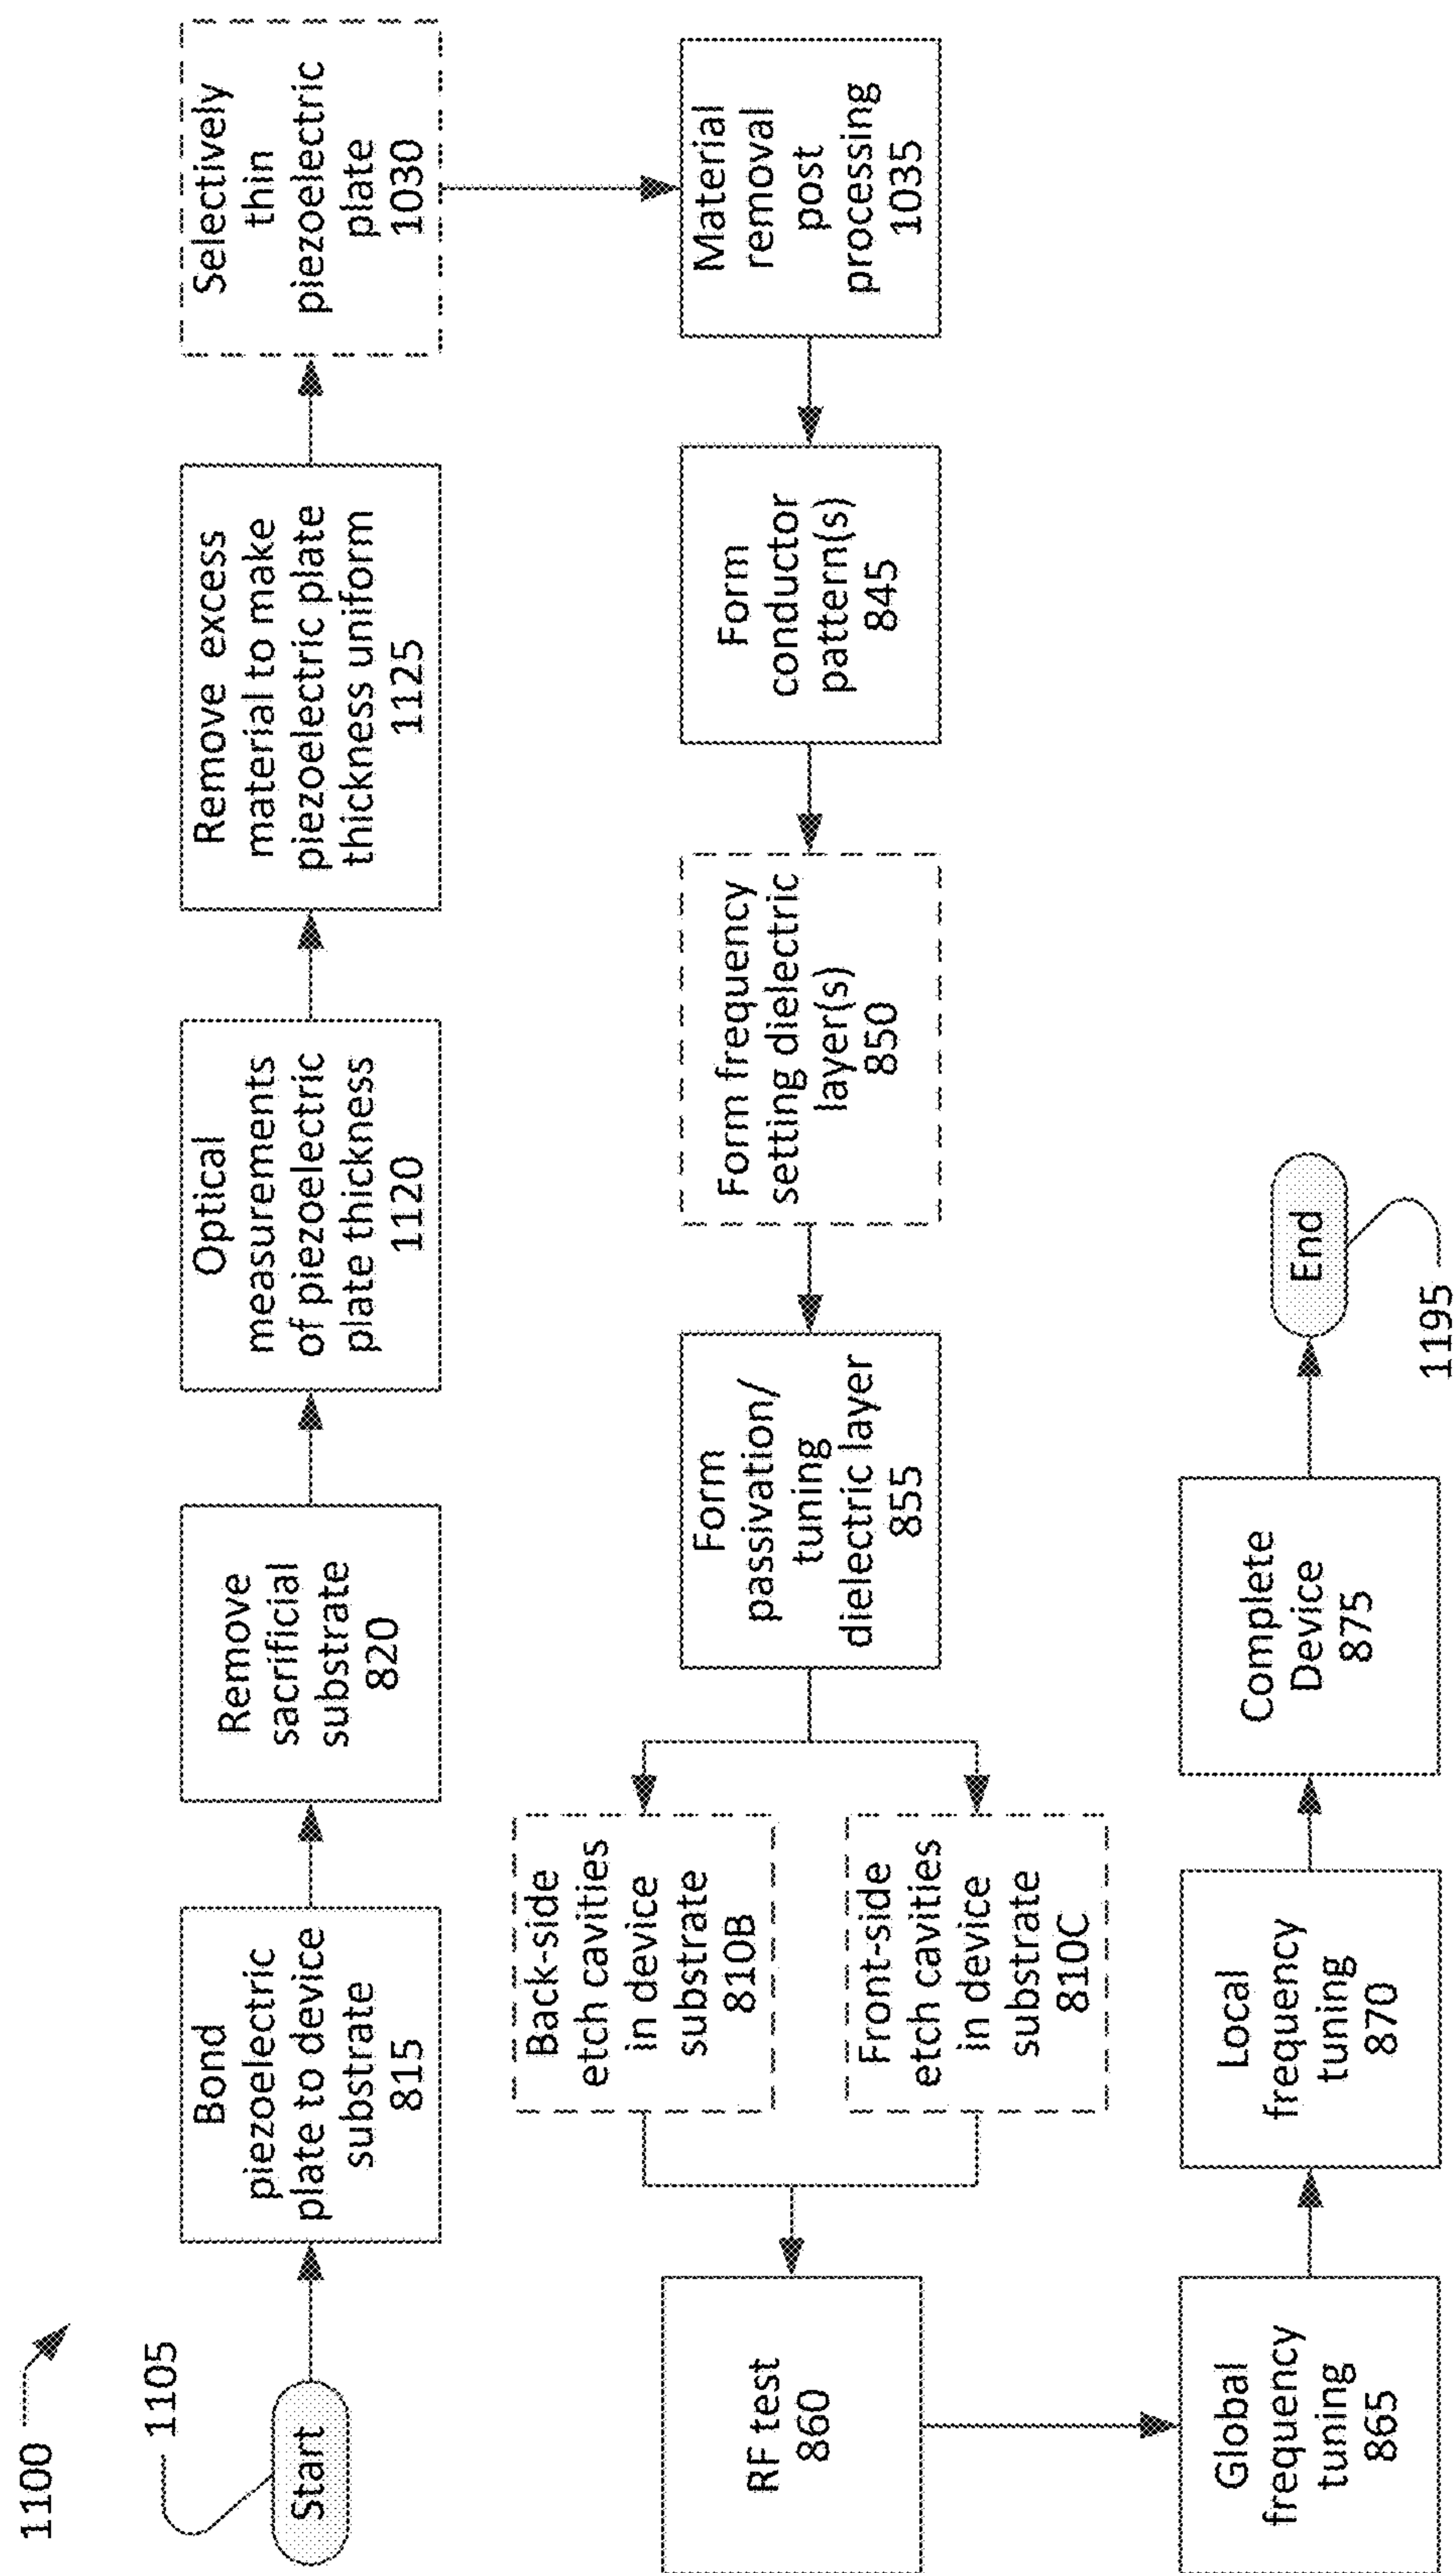 1100
1105
Start
Bond
piezoelectric
plate to device
substrate
815
Remove
sacrificial
substrate
820
Optical
measurements
of piezoelectric
plate thickness
1120
Remove excess
material to make
piezoelectric plate
thickness uniform
1125
Selectively
thin
piezoelectric
plate
1030
Material
removal
post
processing
1035
Form
conductor
pattern(s)
845
Form frequency
setting dielectric
layer(s)
850
Form
passivation/
tuning
dielectric layer
855
Back-side
etch cavities
in device
substrate
810B
Front-side
etch cavities
in device
substrate
810C
RF test
860
Global
frequency
tuning
865
Local
frequency
tuning
870
Complete
Device
875
End
1195